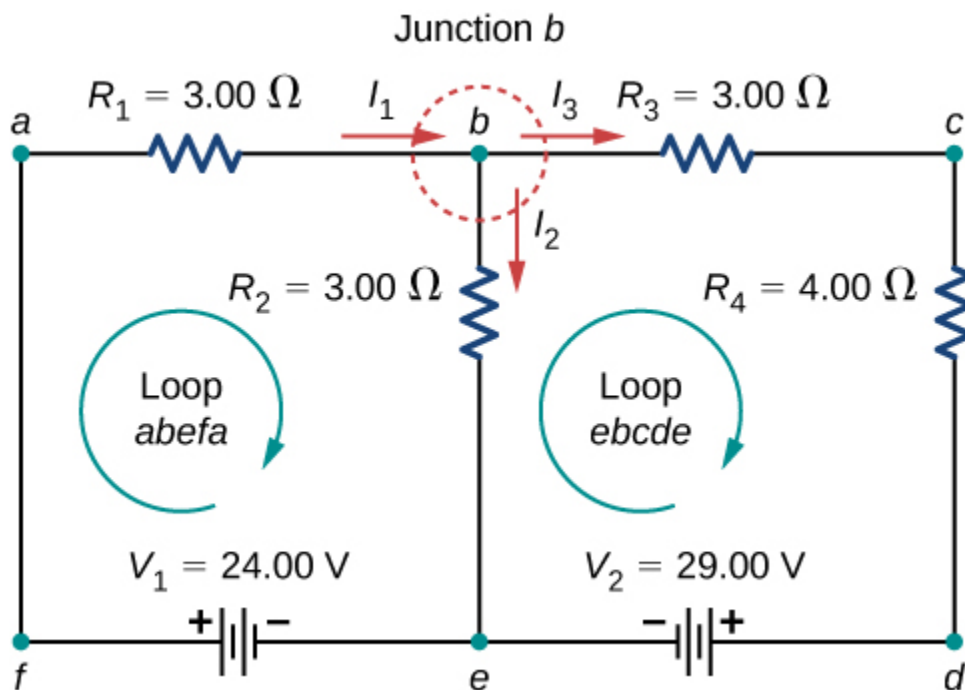 Junction b
R₁ = 3.00 Ω
I₁
I₃
R₃ = 3.00 Ω
a
b
c
I₂
R₂ = 3.00 Ω
R₄ = 4.00 Ω
Loop
abefa
Loop
ebcde
V₁ = 24.00 V
V₂ = 29.00 V
+
−
−
+
f
e
d